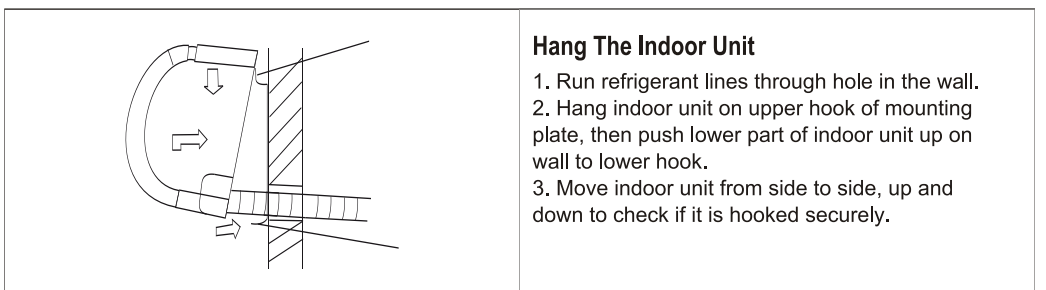 Hang The Indoor Unit
1. Run refrigerant lines through hole in the wall.
2. Hang indoor unit on upper hook of mounting
plate, then push lower part of indoor unit up on
wall to lower hook.
3. Move indoor unit from side to side, up and
down to check if it is hooked securely.